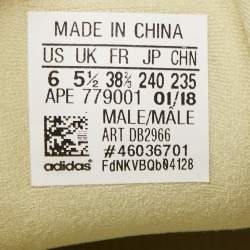 MADE IN CHINA
US UK FR JP CHN
6 5½ 38⅔ 240 235
APE 779001 01/18
MALE/MÂLE
ART DB2966
#46036701
adidas FdNKVBQb04128